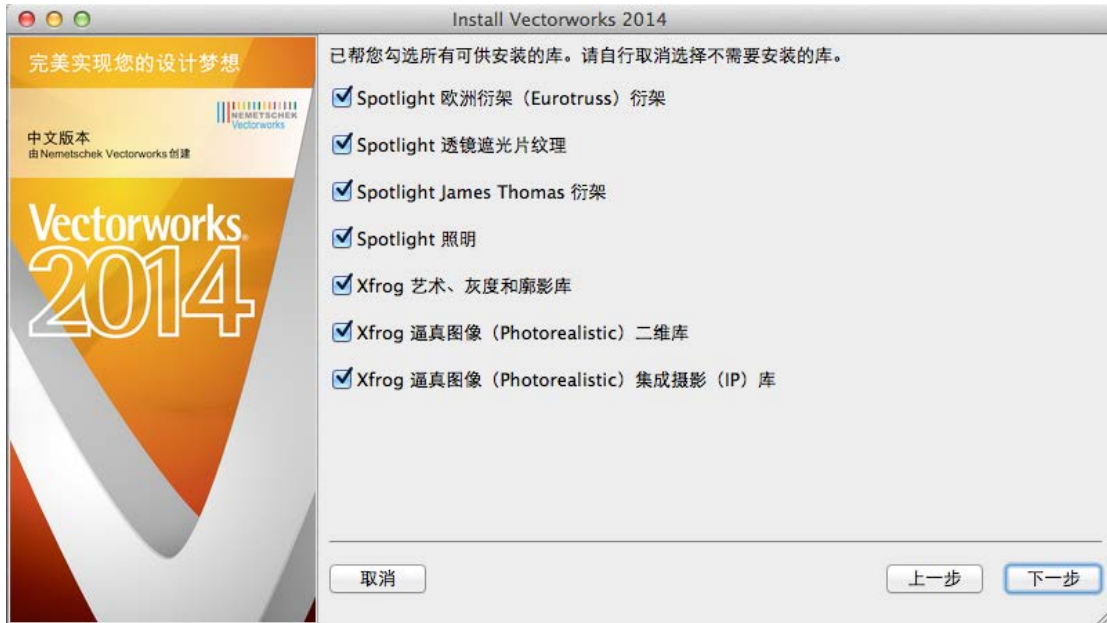 Install Vectorworks 2014
完美实现您的设计梦想
NEMETSCHEK
Vectorworks
中文版本
由Nemetschek Vectorworks创建
Vectorworks®
2014
已帮您勾选所有可供安装的库。请自行取消选择不需要安装的库。
Spotlight 欧洲衍架（Eurotruss）衍架
Spotlight 透镜遮光片纹理
Spotlight James Thomas 衍架
Spotlight 照明
Xfrog 艺术、灰度和廓影库
Xfrog 逼真图像（Photorealistic）二维库
Xfrog 逼真图像（Photorealistic）集成摄影（IP）库
取消
上一步
下一步